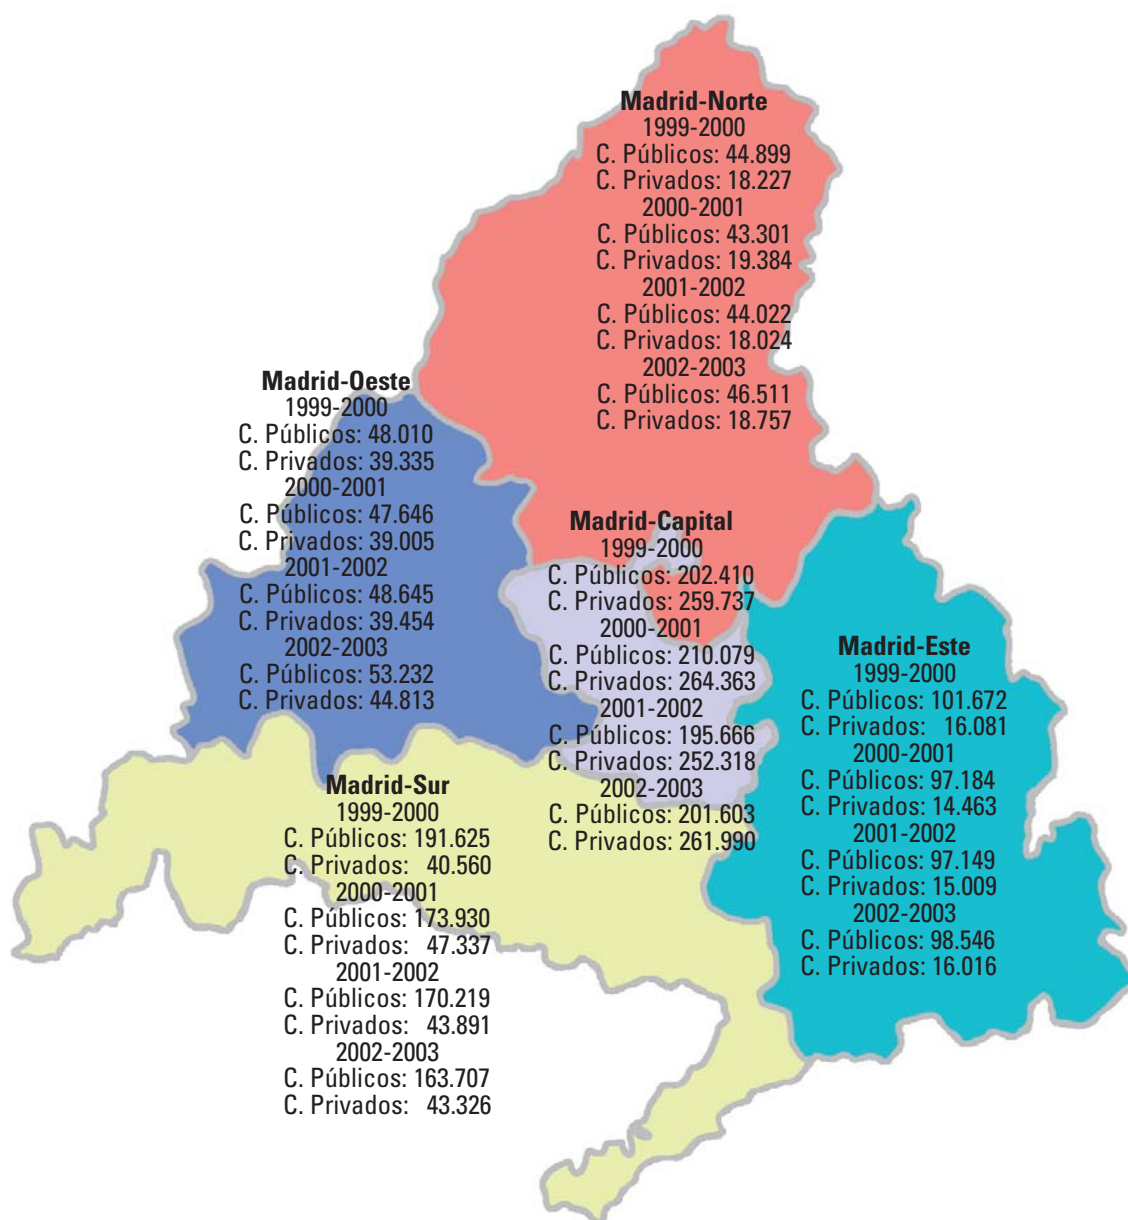 Madrid-Norte
1999-2000
C. Públicos: 44.899
C. Privados: 18.227
2000-2001
C. Públicos: 43.301
C. Privados: 19.384
2001-2002
C. Públicos: 44.022
C. Privados: 18.024
2002-2003
C. Públicos: 46.511
C. Privados: 18.757
Madrid-Oeste
1999-2000
C. Públicos: 48.010
C. Privados: 39.335
2000-2001
C. Públicos: 47.646
C. Privados: 39.005
2001-2002
C. Públicos: 48.645
C. Privados: 39.454
2002-2003
C. Públicos: 53.232
C. Privados: 44.813
Madrid-Capital
1999-2000
C. Públicos: 202.410
C. Privados: 259.737
2000-2001
C. Públicos: 210.079
C. Privados: 264.363
2001-2002
C. Públicos: 195.666
C. Privados: 252.318
2002-2003
C. Públicos: 201.603
C. Privados: 261.990
Madrid-Este
1999-2000
C. Públicos: 101.672
C. Privados: 16.081
2000-2001
C. Públicos: 97.184
C. Privados: 14.463
2001-2002
C. Públicos: 97.149
C. Privados: 15.009
2002-2003
C. Públicos: 98.546
C. Privados: 16.016
Madrid-Sur
1999-2000
C. Públicos: 191.625
C. Privados: 40.560
2000-2001
C. Públicos: 173.930
C. Privados: 47.337
2001-2002
C. Públicos: 170.219
C. Privados: 43.891
2002-2003
C. Públicos: 163.707
C. Privados: 43.326